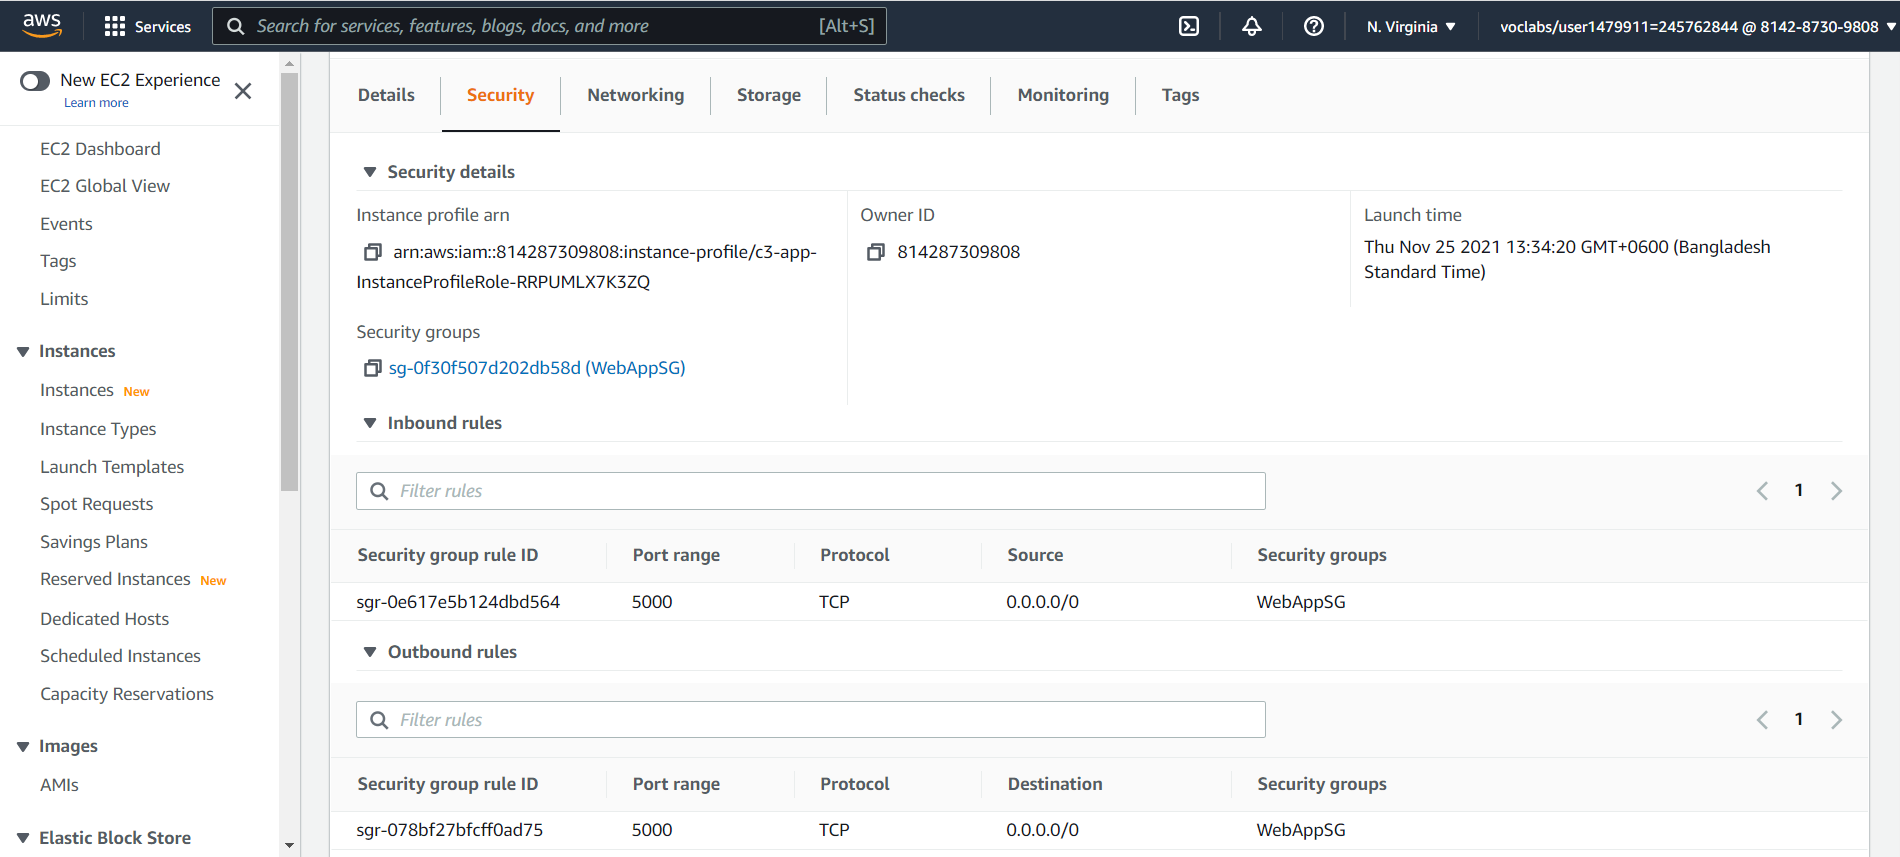 aws Services Search for services, features, blogs, docs, and more [Alt+S] N. Virginia voclabs/user1479911=245762844 @ 8142-8730-9808
New EC2 Experience
Learn more
EC2 Dashboard
EC2 Global View
Events
Tags
Limits
Instances
Instances New
Instance Types
Launch Templates
Spot Requests
Savings Plans
Reserved Instances New
Dedicated Hosts
Scheduled Instances
Capacity Reservations
Images
AMIs
Elastic Block Store
Details Security Networking Storage Status checks Monitoring Tags
Security details
Instance profile arn
arn:aws:iam::814287309808:instance-profile/c3-app-
InstanceProfileRole-RRPUMLX7K3ZQ
Owner ID
814287309808
Launch time
Thu Nov 25 2021 13:34:20 GMT+0600 (Bangladesh
Standard Time)
Security groups
sg-0f30f507d202db58d (WebAppSG)
Inbound rules
Filter rules 1
Security group rule ID Port range Protocol Source Security groups
sgr-0e617e5b124dbd564 5000 TCP 0.0.0.0/0 WebAppSG
Outbound rules
Filter rules 1
Security group rule ID Port range Protocol Destination Security groups
sgr-078bf27bfcff0ad75 5000 TCP 0.0.0.0/0 WebAppSG